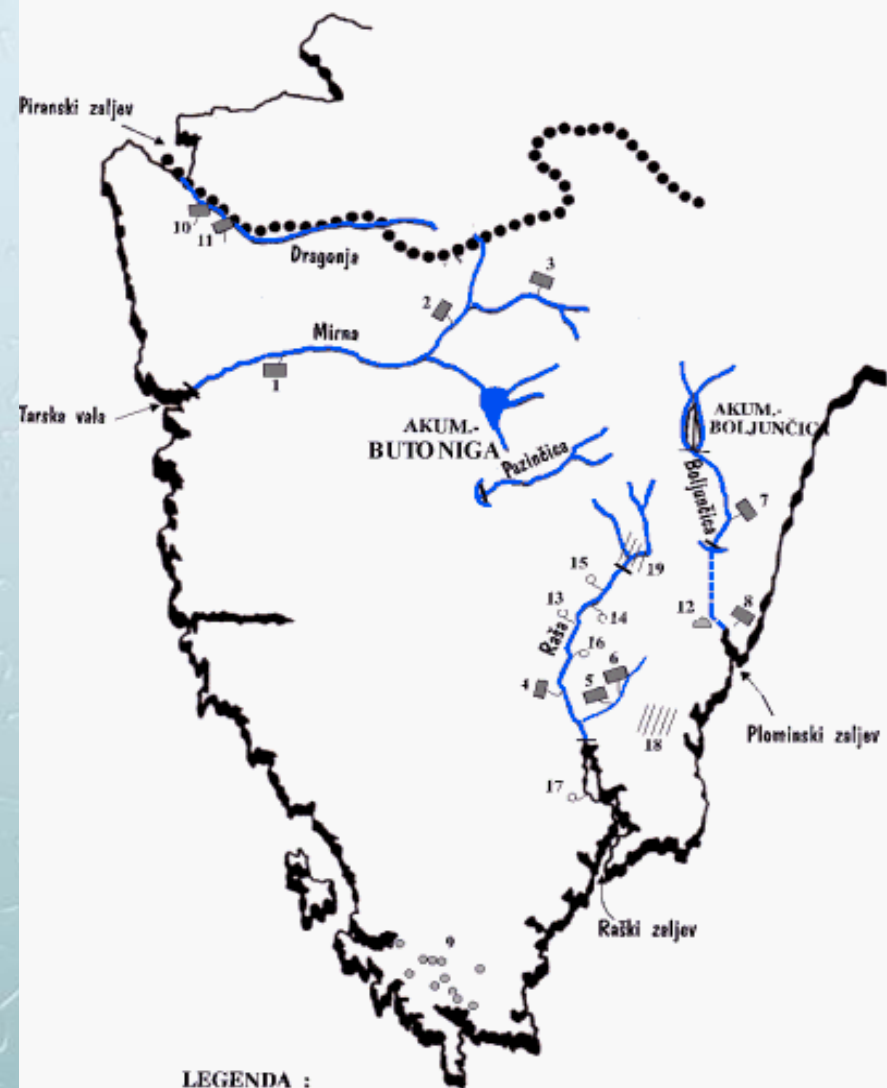 Piranski zaljev
10
11
Dragonja
3
2
Mirna
1
Tarska vala
AKUM.-
BUTONIGA
AKUM.-
BOLJUNČICA
Pazinčica
Boljunčica
7
15
19
13
14
12
8
Raša
16
6
4
5
18
Plominski zaljev
17
Raški zaljev
9
LEGENDA :